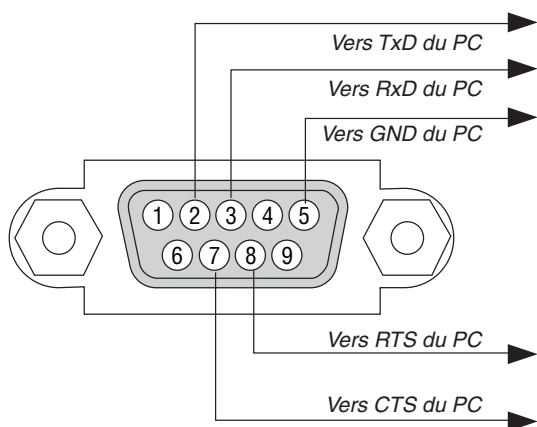 Vers TxD du PC
Vers RxD du PC
Vers GND du PC
1 2 3 4 5
6 7 8 9
Vers RTS du PC
Vers CTS du PC